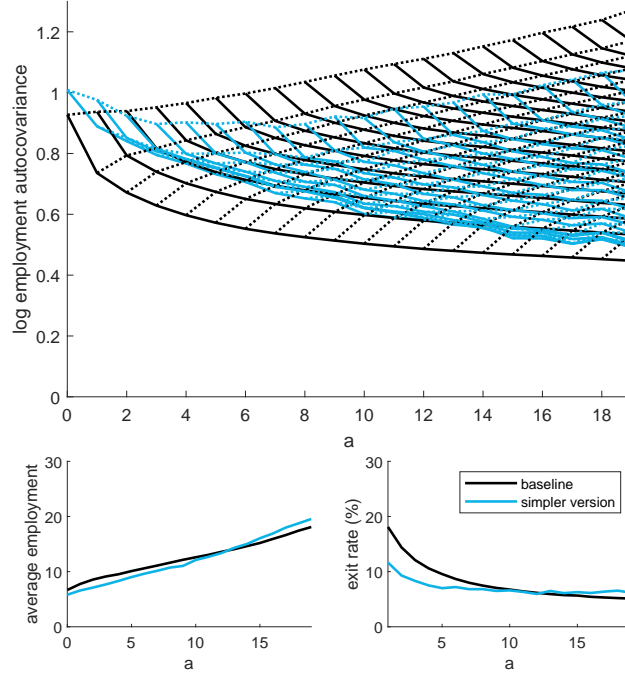 log employment autocovariance
1.2
1
0.8
0.6
0.4
0.2
0
0 2 4 6 8 10 12 14 16 18
a
average employment
30
20
10
0
0 5 10 15
a
exit rate (%)
30
20
10
0
5 10 15
a
baseline
simpler version